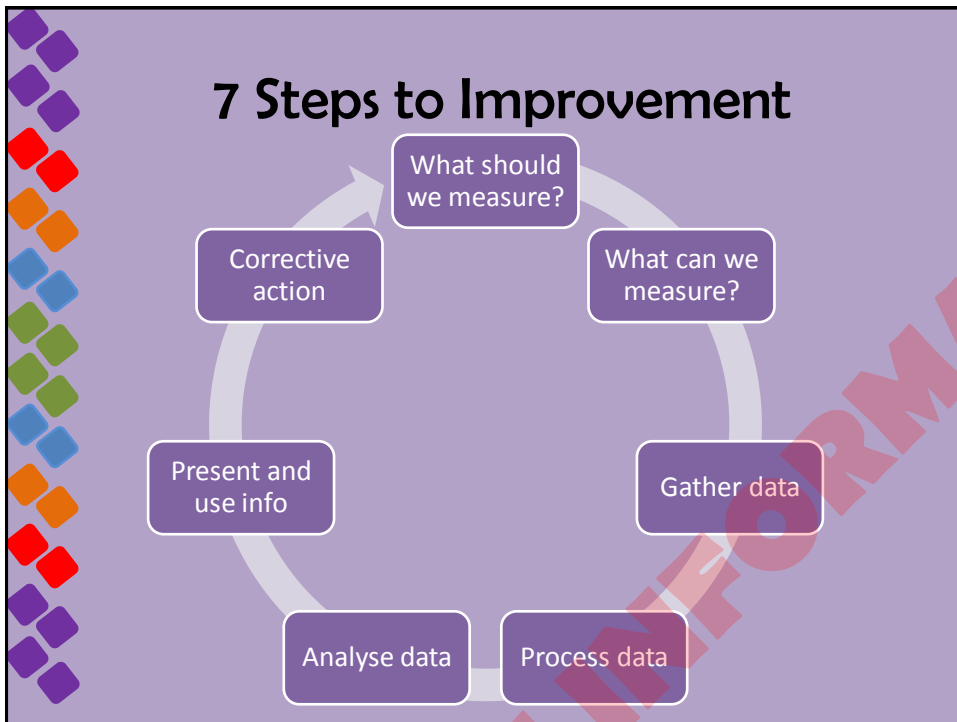 7 Steps to Improvement
What should
we measure?
What can we
measure?
Gather data
Process data
Analyse data
Present and
use info
Corrective
action